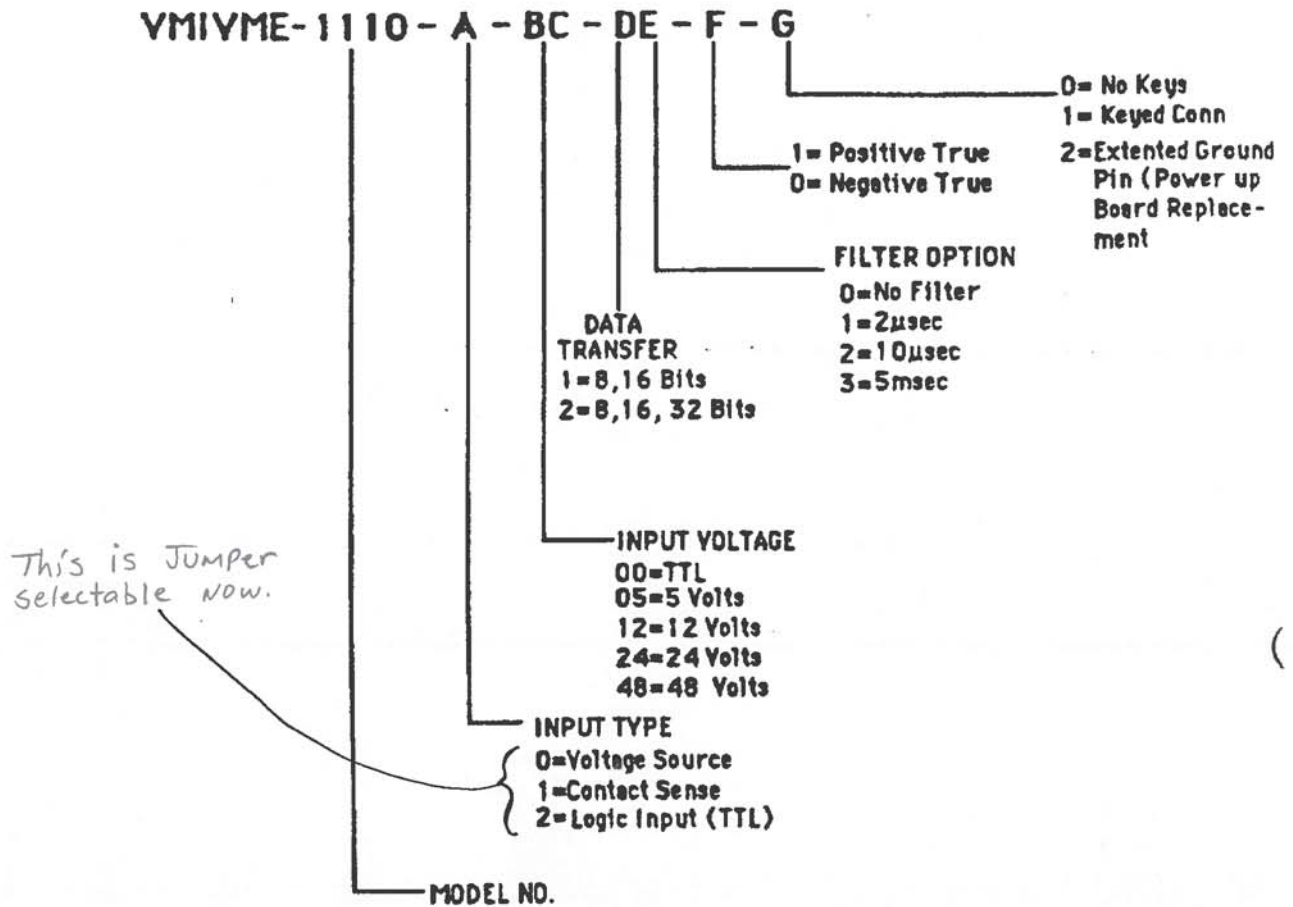 VMIVME-1110 - A - BC - DE - F - G
0= No Keys
1= Keyed Conn
2=Extented Ground
Pin (Power up
Board Replace-
ment
1= Positive True
0= Negative True
FILTER OPTION
0=No Filter
1=2µsec
2=10µsec
3=5msec
DATA
TRANSFER
1=8,16 Bits
2=8,16, 32 Bits
INPUT VOLTAGE
00=TTL
05=5 Volts
12=12 Volts
24=24 Volts
48=48 Volts
This is Jumper
selectable now.
INPUT TYPE
0=Voltage Source
1=Contact Sense
2=Logic Input (TTL)
MODEL NO.